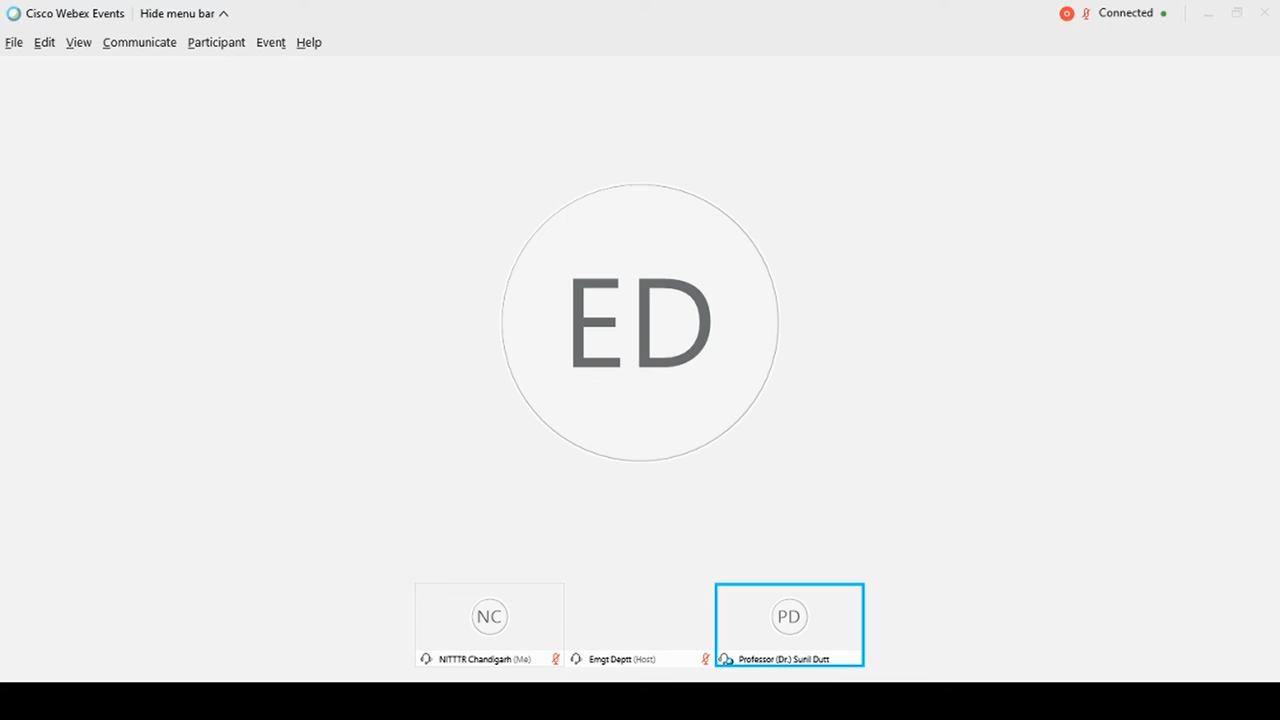 Cisco Webex Events Hide menu bar Connected
File Edit View Communicate Participant Event Help
ED
NC PD
NITTTR Chandigarh (Me) Emgt Deptt (Host) Professor (Dr.) Sunil Dutt